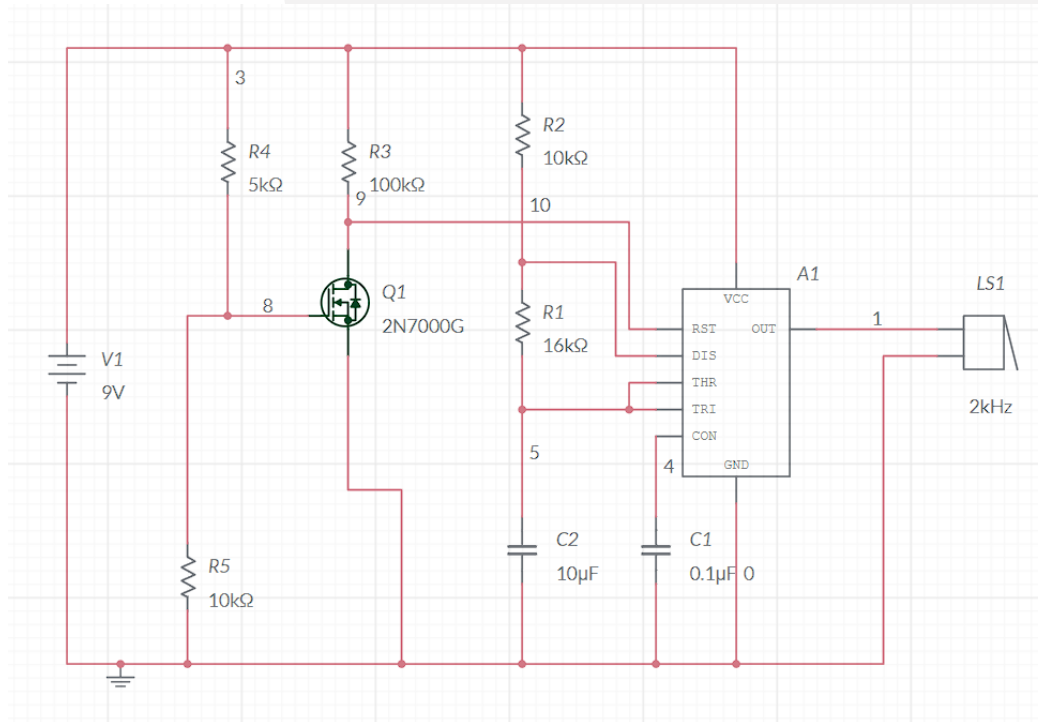 3
R4
5kΩ
R3
100kΩ
9
R2
10kΩ
10
8
Q1
2N7000G
R1
16kΩ
A1
VCC
RST
OUT
DIS
THR
TRI
CON
GND
1
LS1
2kHz
V1
9V
5
4
R5
10kΩ
C2
10µF
C1
0.1µF
0